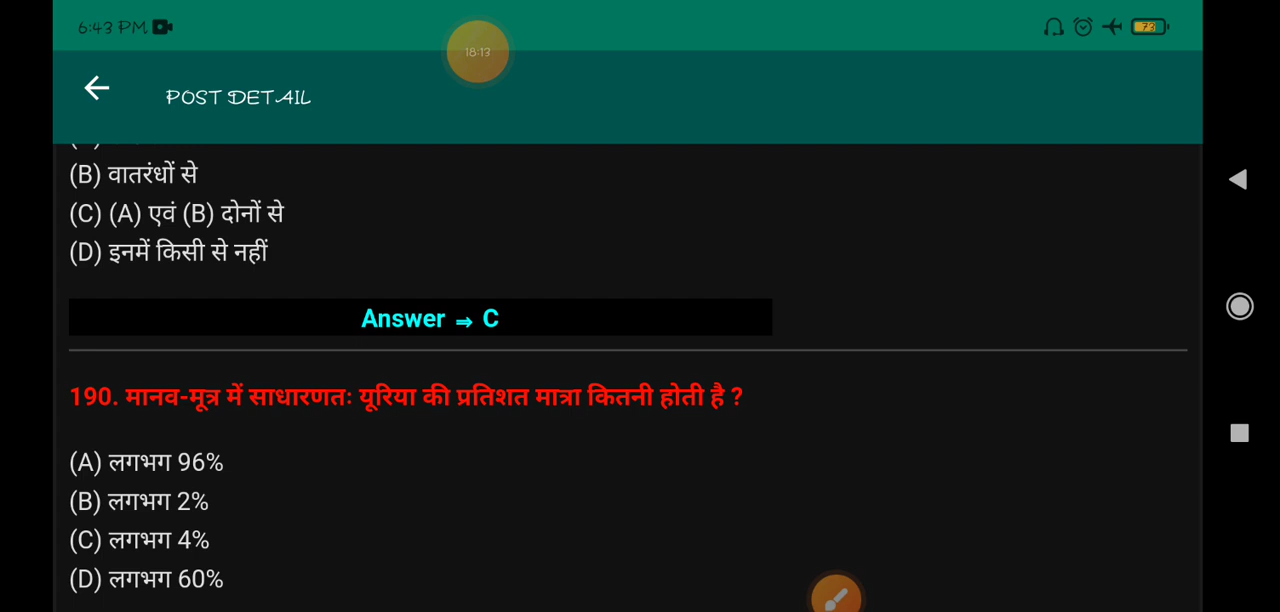 6:43 PM
18:13
73
POST DETAIL
(B) वातरंधों से
(C) (A) एवं (B) दोनों से
(D) इनमें किसी से नहीं
Answer ⇒ C
190. मानव-मूत्र में साधारणतः यूरिया की प्रतिशत मात्रा कितनी होती है ?
(A) लगभग 96%
(B) लगभग 2%
(C) लगभग 4%
(D) लगभग 60%